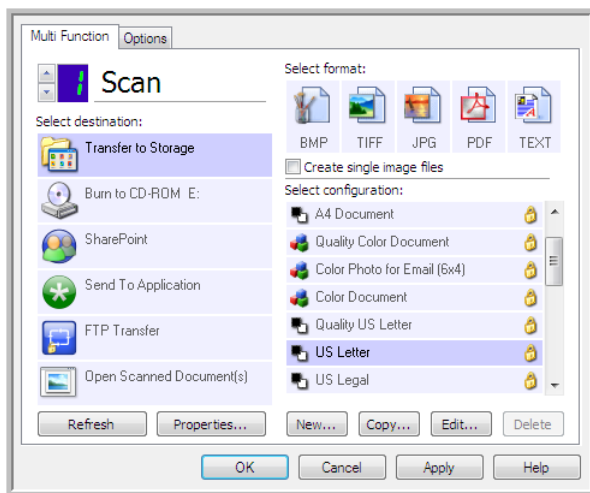 Multi Function
Options
1 Scan
Select destination:
Transfer to Storage
Burn to CD-ROM E:
SharePoint
Send To Application
FTP Transfer
Open Scanned Document(s)
Refresh
Properties...
Select format:
BMP
TIFF
JPG
PDF
TEXT
Create single image files
Select configuration:
A4 Document
Quality Color Document
Color Photo for Email (6x4)
Color Document
Quality US Letter
US Letter
US Legal
New...
Copy...
Edit...
Delete
OK
Cancel
Apply
Help